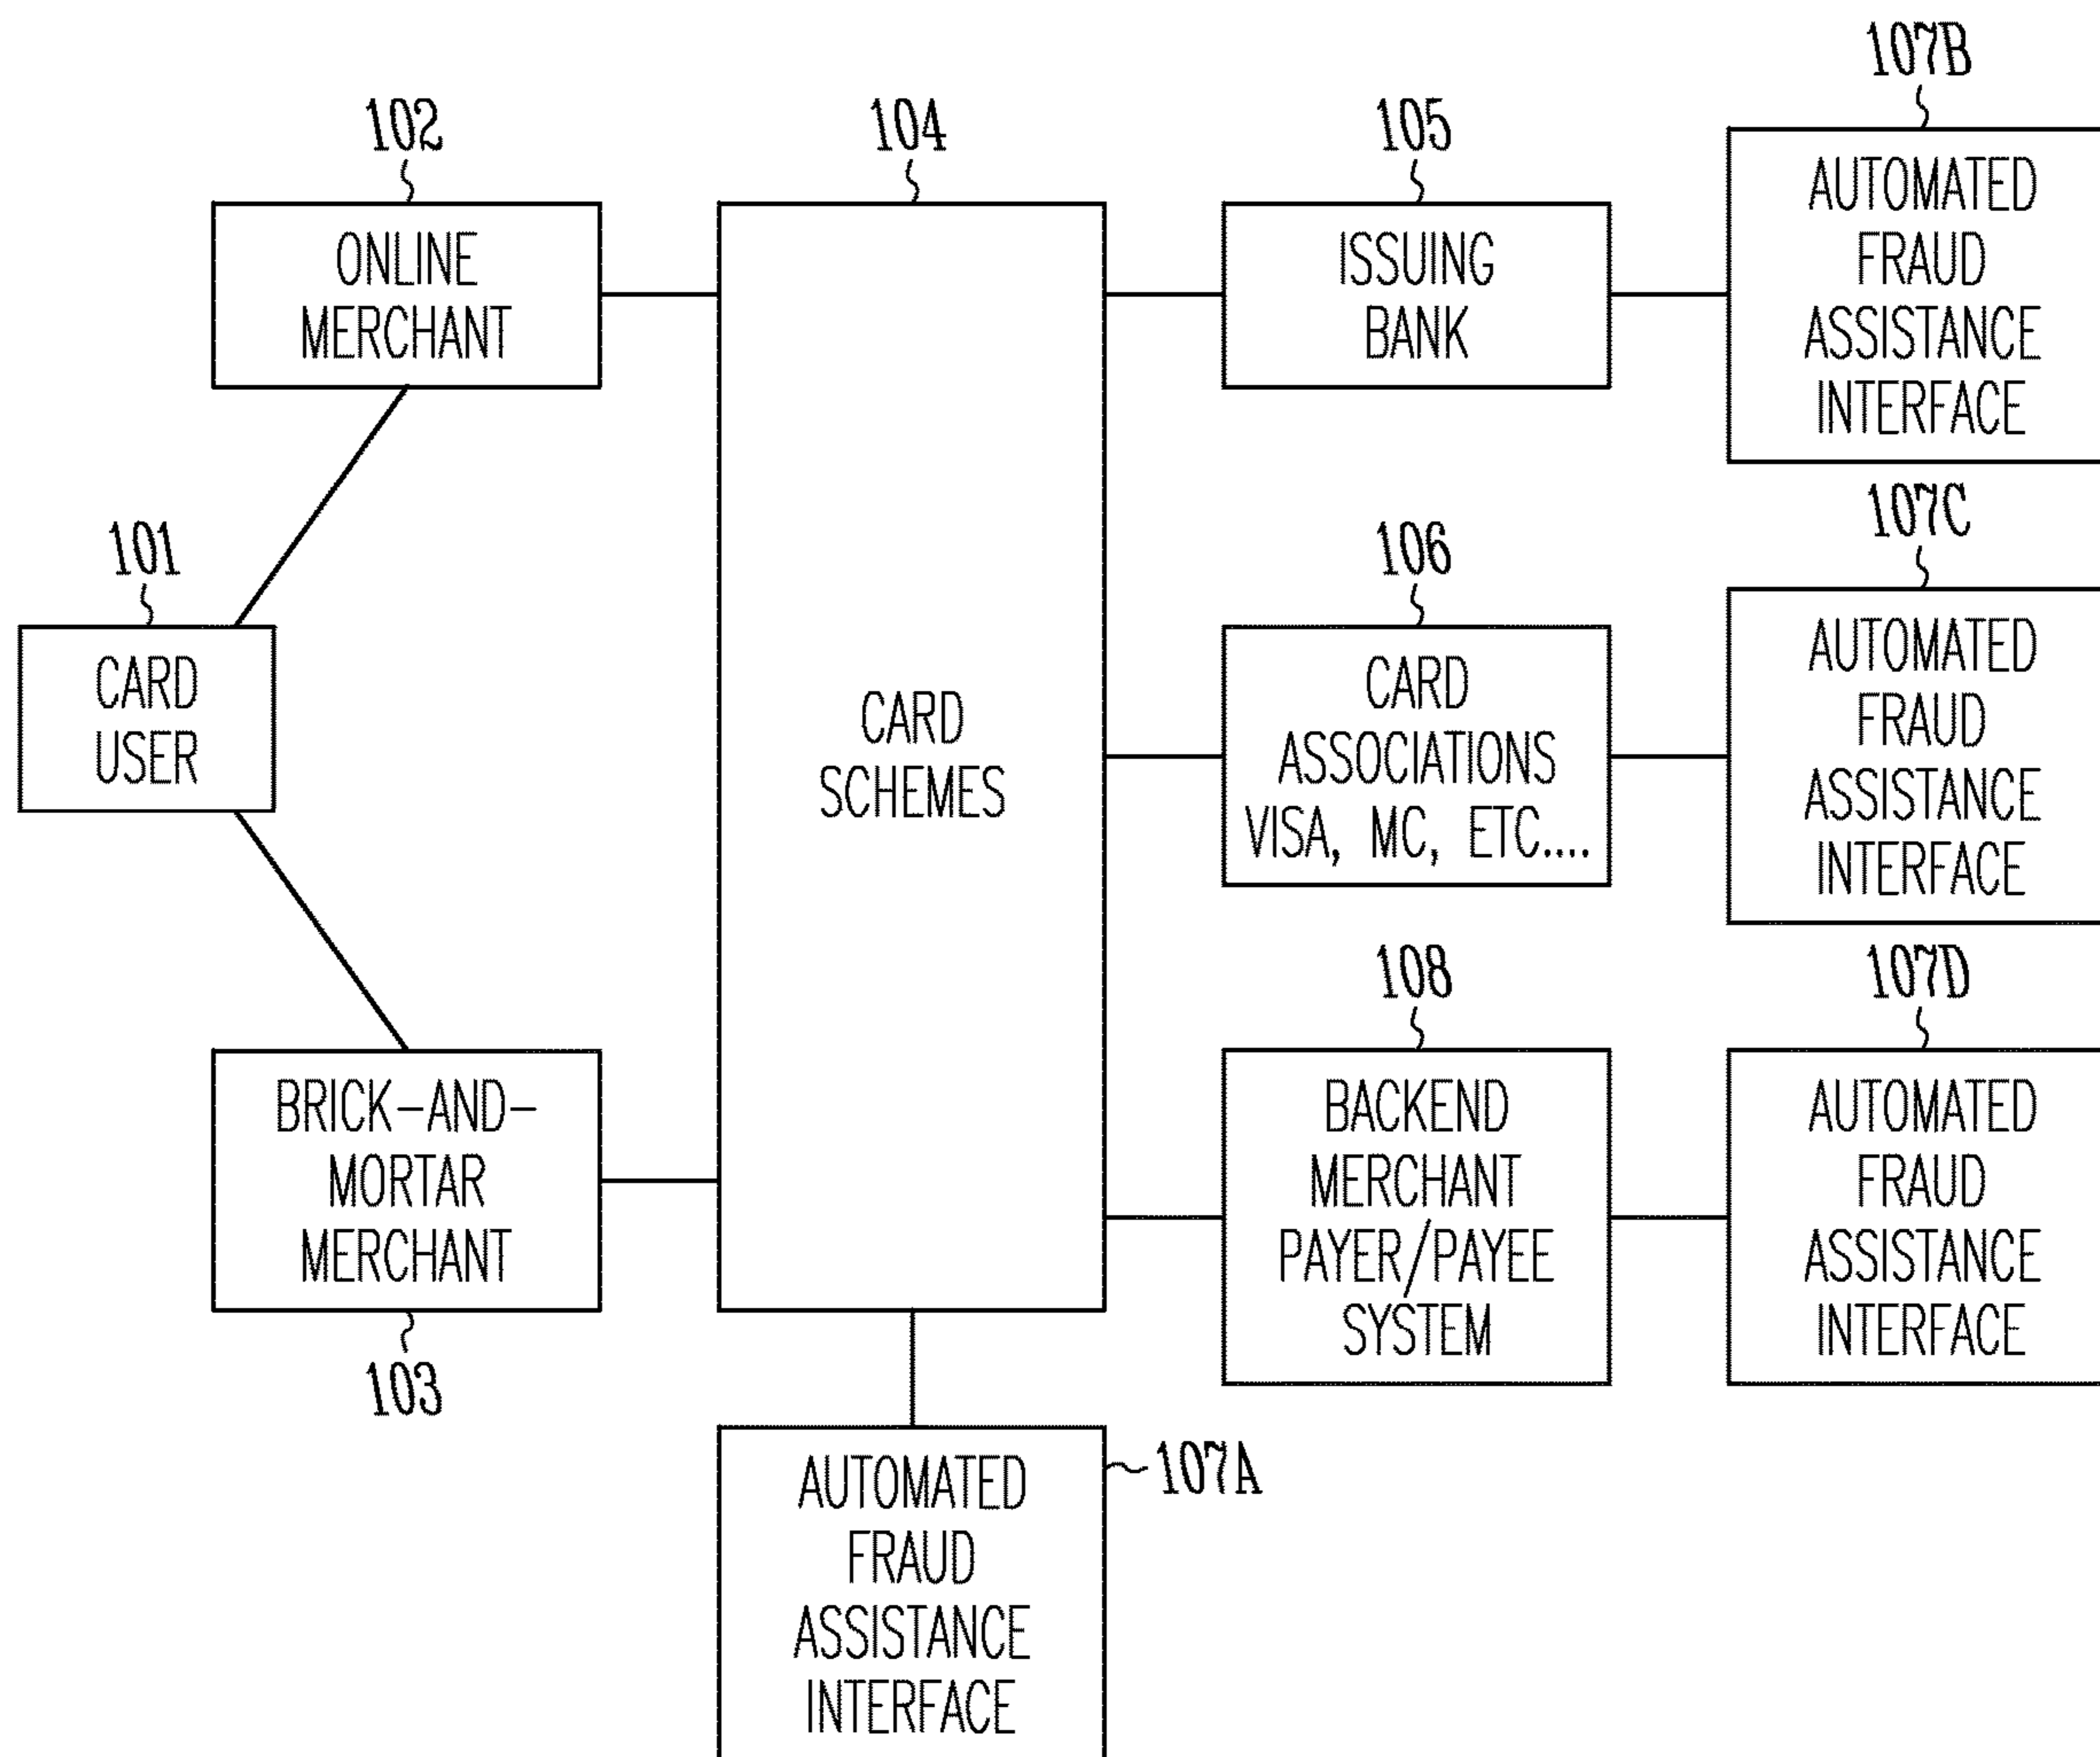 107B
102
104
105
AUTOMATED
FRAUD
ASSISTANCE
INTERFACE
ONLINE
MERCHANT
ISSUING
BANK
107C
101
106
AUTOMATED
FRAUD
ASSISTANCE
INTERFACE
CARD
USER
CARD
SCHEMES
CARD
ASSOCIATIONS
VISA, MC, ETC....
108
107D
BRICK-AND-
MORTAR
MERCHANT
103
BACKEND
MERCHANT
PAYER/PAYEE
SYSTEM
AUTOMATED
FRAUD
ASSISTANCE
INTERFACE
107A
AUTOMATED
FRAUD
ASSISTANCE
INTERFACE